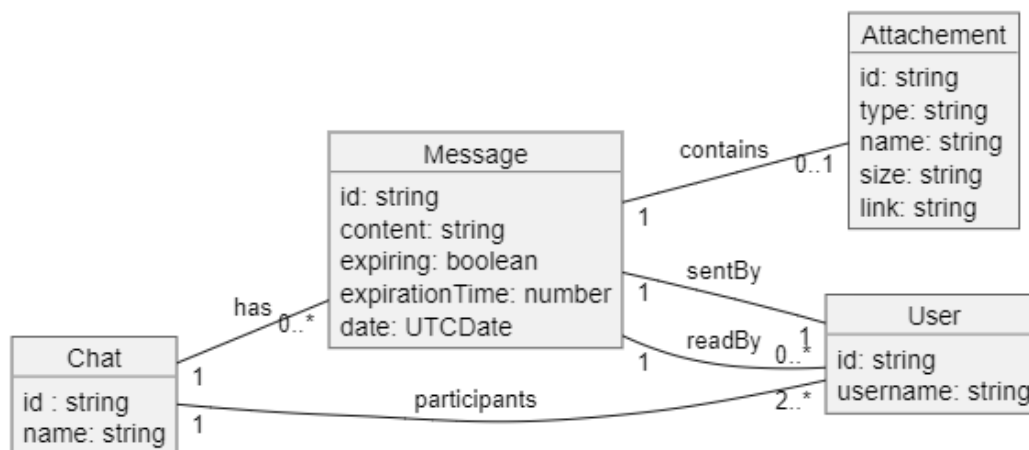 Attachement
id: string
type: string
name: string
size: string
link: string
contains
0..1
1
Message
id: string
content: string
expiring: boolean
expirationTime: number
date: UTCDate
sentBy
1
1
readBy
1
0..*
has
0..*
1
User
id: string
username: string
Chat
id : string
name: string
participants
1
2..*